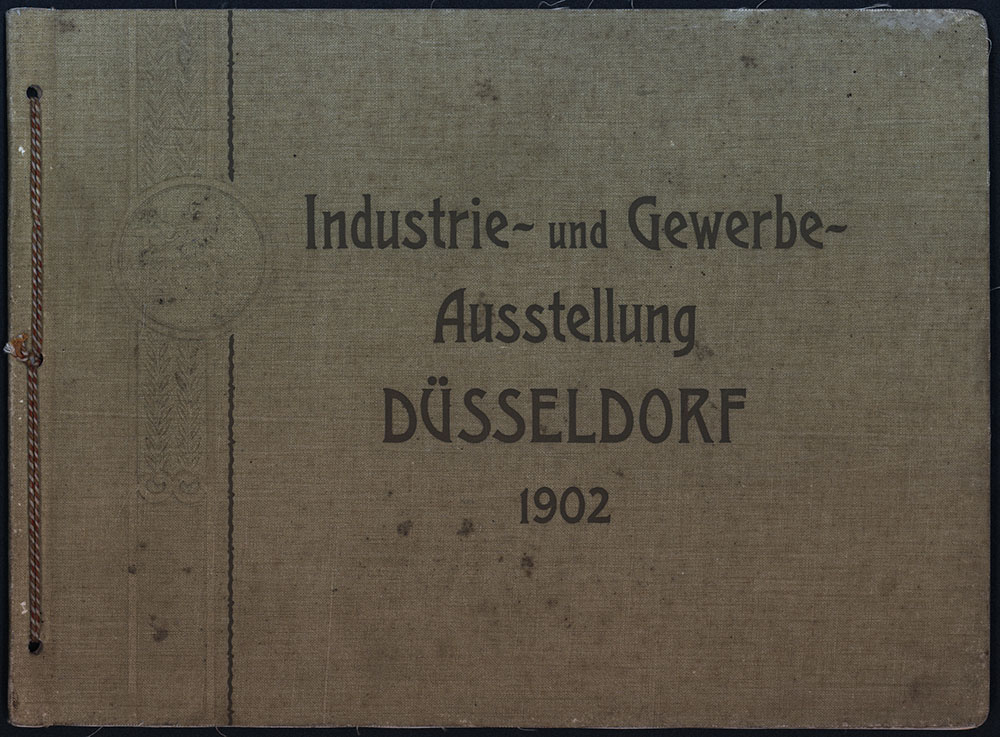 Industrie- und Gewerbe-
Ausstellung
DÜSSELDORF
1902